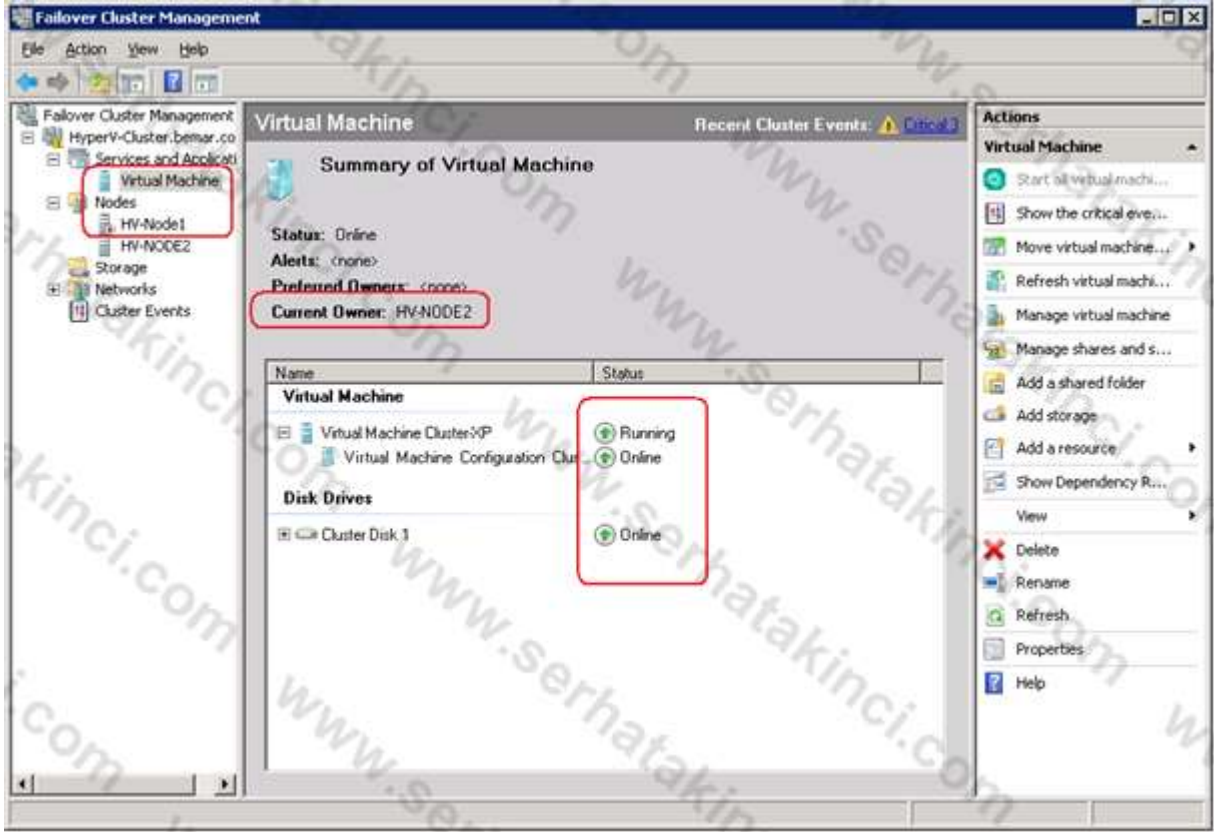 Failover Cluster Management
File Action View Help
Failover Cluster Management
HyperV-Cluster.bemar.co
Services and Applicati
Virtual Machine
Nodes
HV-Node1
HV-NODE2
Storage
Networks
Cluster Events
Virtual Machine
Recent Cluster Events: Critical:3
Summary of Virtual Machine
Status: Online
Alerts: <none>
Preferred Owners: <none>
Current Owner: HV-NODE2
Name Status
Virtual Machine
Virtual Machine Cluster-XP Running
Virtual Machine Configuration Clus... Online
Disk Drives
Cluster Disk 1 Online
Actions
Virtual Machine
Start all virtual machi...
Show the critical eve...
Move virtual machine...
Refresh virtual machi...
Manage virtual machine
Manage shares and s...
Add a shared folder
Add storage
Add a resource
Show Dependency R...
View
Delete
Rename
Refresh
Properties
Help
www.serhatakinci.com